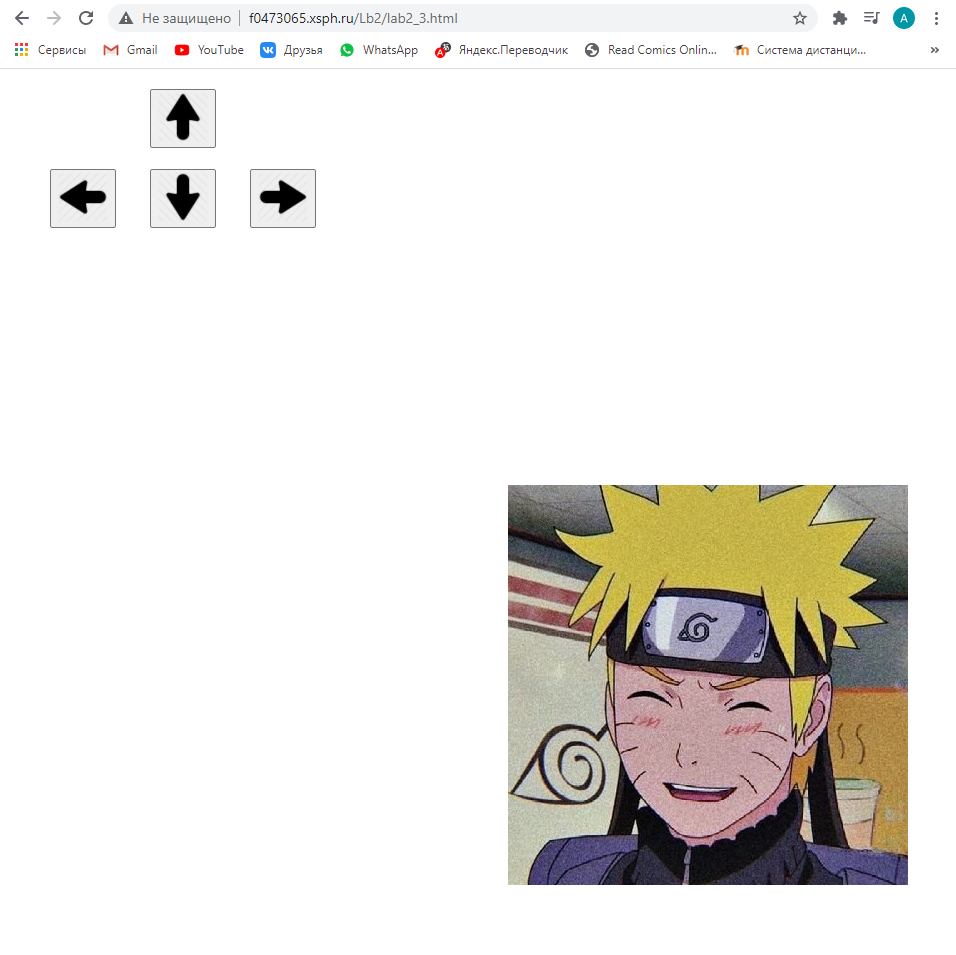 Не защищено f0473065.xsph.ru/Lb2/lab2_3.html A
Сервисы Gmail YouTube Друзья WhatsApp Яндекс.Переводчик Read Comics Onlin... Система дистанци... »